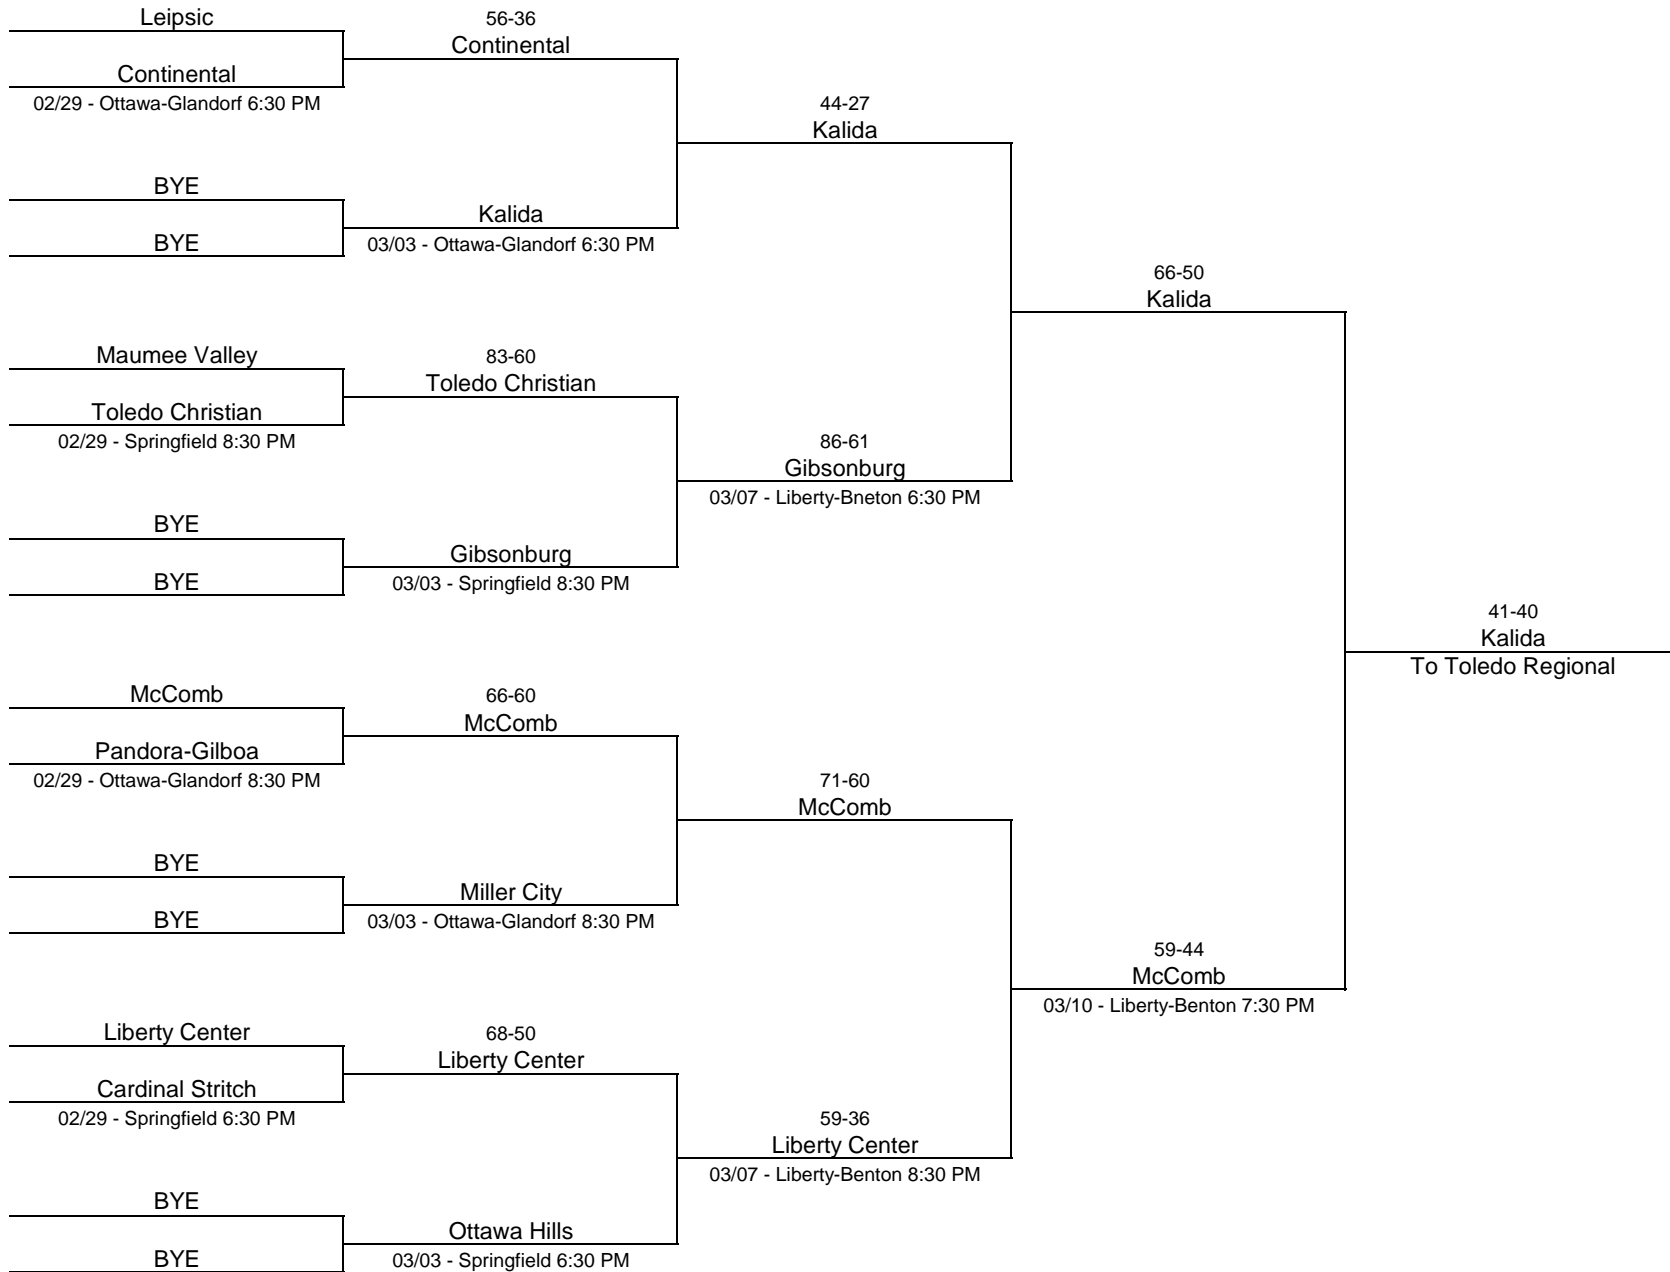 Leipsic
56-36
Continental
Continental
02/29 - Ottawa-Glandorf 6:30 PM
44-27
Kalida
BYE
Kalida
BYE
03/03 - Ottawa-Glandorf 6:30 PM
66-50
Kalida
Maumee Valley
83-60
Toledo Christian
Toledo Christian
02/29 - Springfield 8:30 PM
86-61
Gibsonburg
03/07 - Liberty-Bneton 6:30 PM
BYE
Gibsonburg
BYE
03/03 - Springfield 8:30 PM
41-40
Kalida
To Toledo Regional
McComb
66-60
McComb
Pandora-Gilboa
02/29 - Ottawa-Glandorf 8:30 PM
71-60
McComb
BYE
Miller City
BYE
03/03 - Ottawa-Glandorf 8:30 PM
59-44
McComb
03/10 - Liberty-Benton 7:30 PM
Liberty Center
68-50
Liberty Center
Cardinal Stritch
02/29 - Springfield 6:30 PM
59-36
Liberty Center
03/07 - Liberty-Benton 8:30 PM
BYE
Ottawa Hills
BYE
03/03 - Springfield 6:30 PM